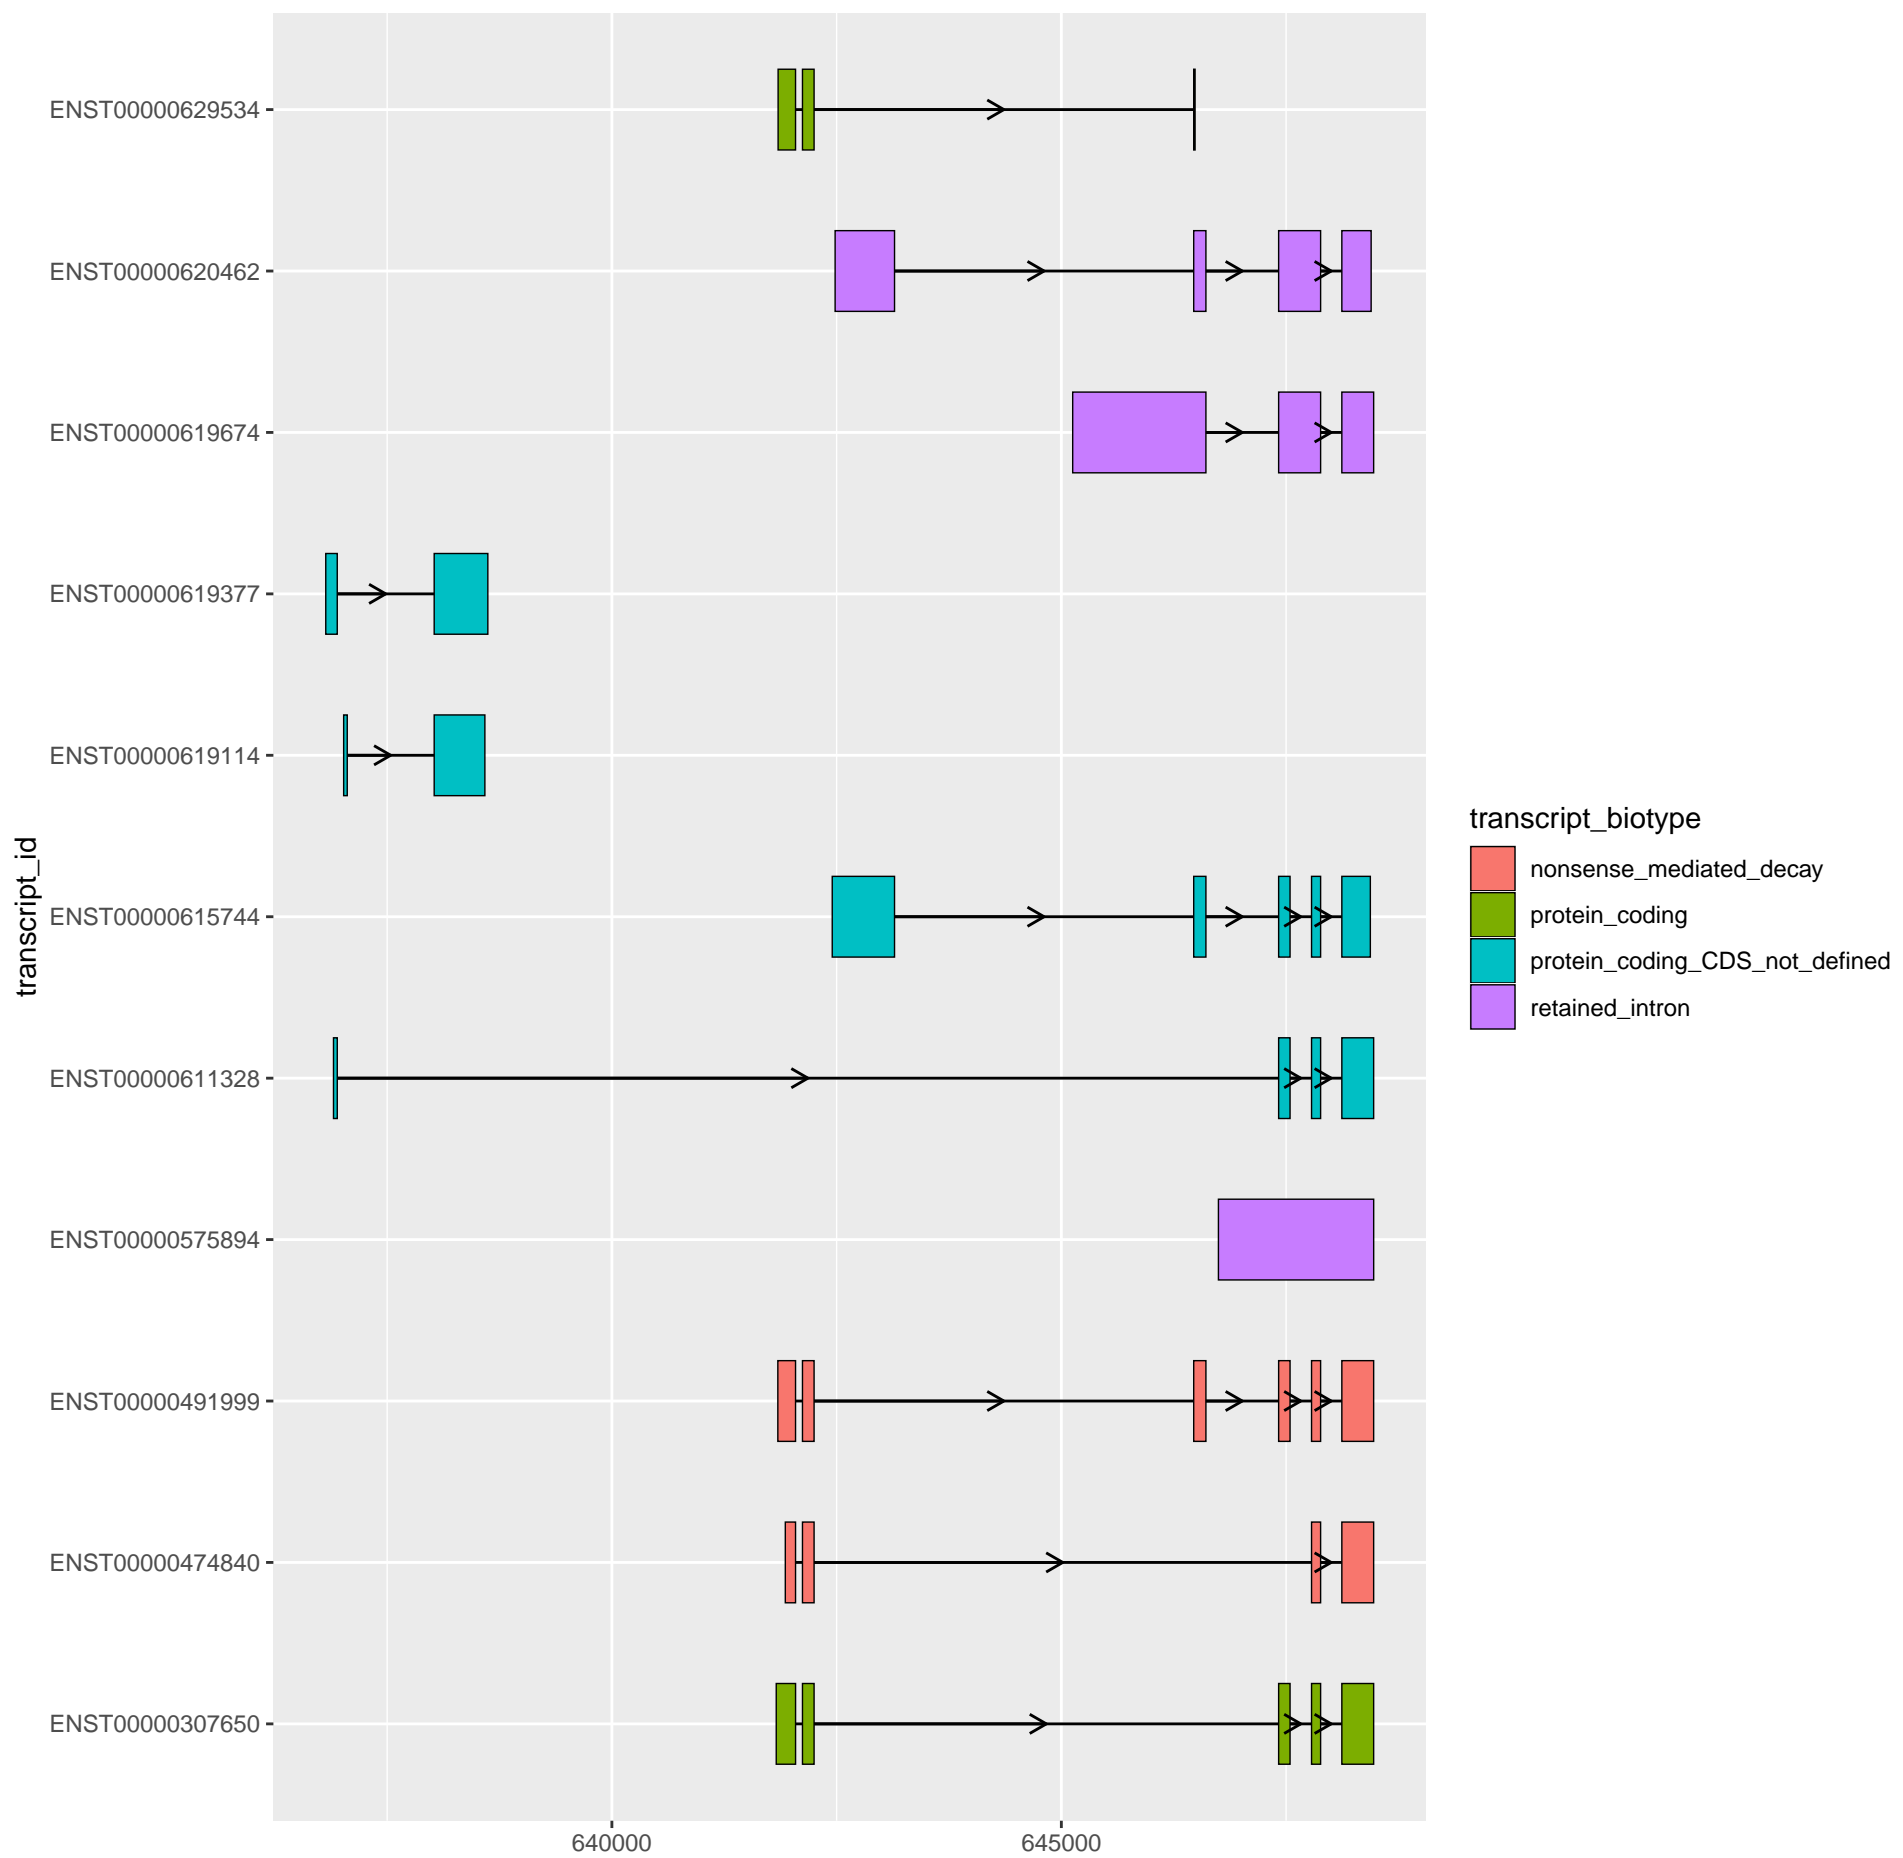 ENST00000629534
ENST00000620462
ENST00000619674
ENST00000619377
ENST00000619114
ENST00000615744
ENST00000611328
ENST00000575894
ENST00000491999
ENST00000474840
ENST00000307650
transcript_id
640000
645000
transcript_biotype
nonsense_mediated_decay
protein_coding
protein_coding_CDS_not_defined
retained_intron